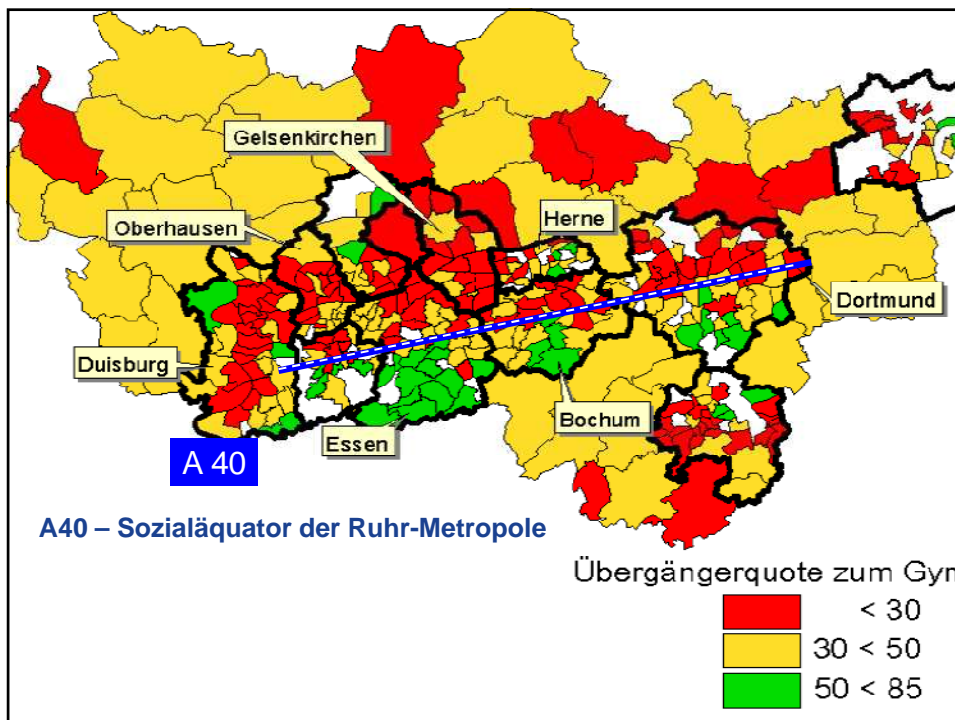 Gelsenkirchen
Oberhausen
Herne
Dortmund
Duisburg
Bochum
Essen
A 40
A40 – Sozialäquator der Ruhr-Metropole
Übergängerquote zum Gym
< 30
30 < 50
50 < 85